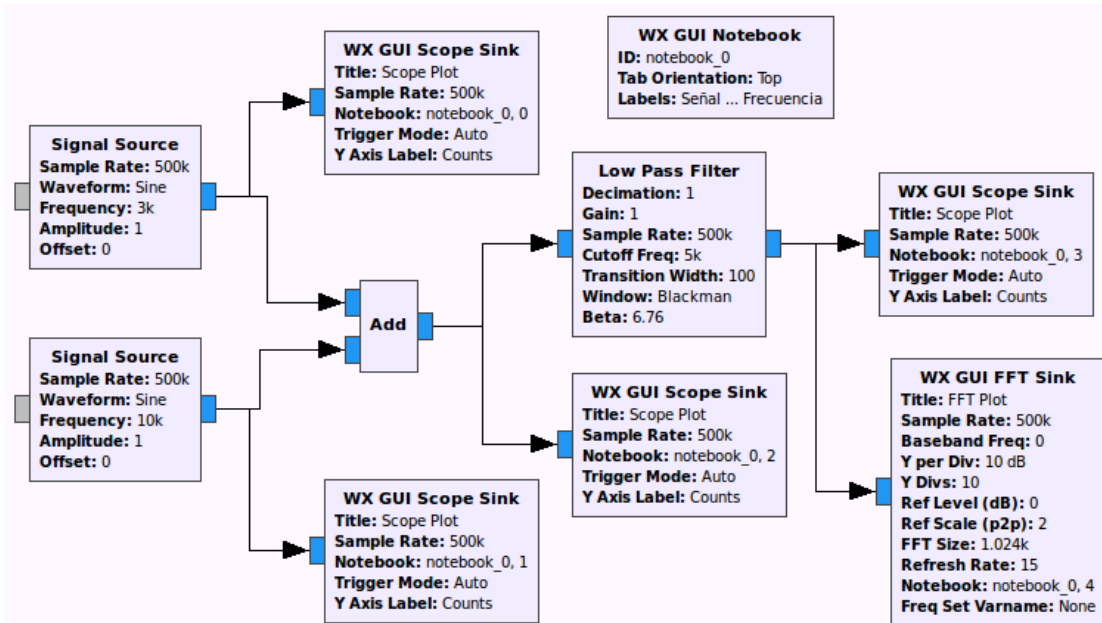 WX GUI Scope Sink
Title: Scope Plot
Sample Rate: 500k
Notebook: notebook_0, 0
Trigger Mode: Auto
Y Axis Label: Counts
WX GUI Notebook
ID: notebook_0
Tab Orientation: Top
Labels: Señal ... Frecuencia
Signal Source
Sample Rate: 500k
Waveform: Sine
Frequency: 3k
Amplitude: 1
Offset: 0
Low Pass Filter
Decimation: 1
Gain: 1
Sample Rate: 500k
Cutoff Freq: 5k
Transition Width: 100
Window: Blackman
Beta: 6.76
WX GUI Scope Sink
Title: Scope Plot
Sample Rate: 500k
Notebook: notebook_0, 3
Trigger Mode: Auto
Y Axis Label: Counts
Add
Signal Source
Sample Rate: 500k
Waveform: Sine
Frequency: 10k
Amplitude: 1
Offset: 0
WX GUI Scope Sink
Title: Scope Plot
Sample Rate: 500k
Notebook: notebook_0, 2
Trigger Mode: Auto
Y Axis Label: Counts
WX GUI FFT Sink
Title: FFT Plot
Sample Rate: 500k
Baseband Freq: 0
Y per Div: 10 dB
Y Divs: 10
Ref Level (dB): 0
Ref Scale (p2p): 2
FFT Size: 1.024k
Refresh Rate: 15
Notebook: notebook_0, 4
Freq Set Varname: None
WX GUI Scope Sink
Title: Scope Plot
Sample Rate: 500k
Notebook: notebook_0, 1
Trigger Mode: Auto
Y Axis Label: Counts